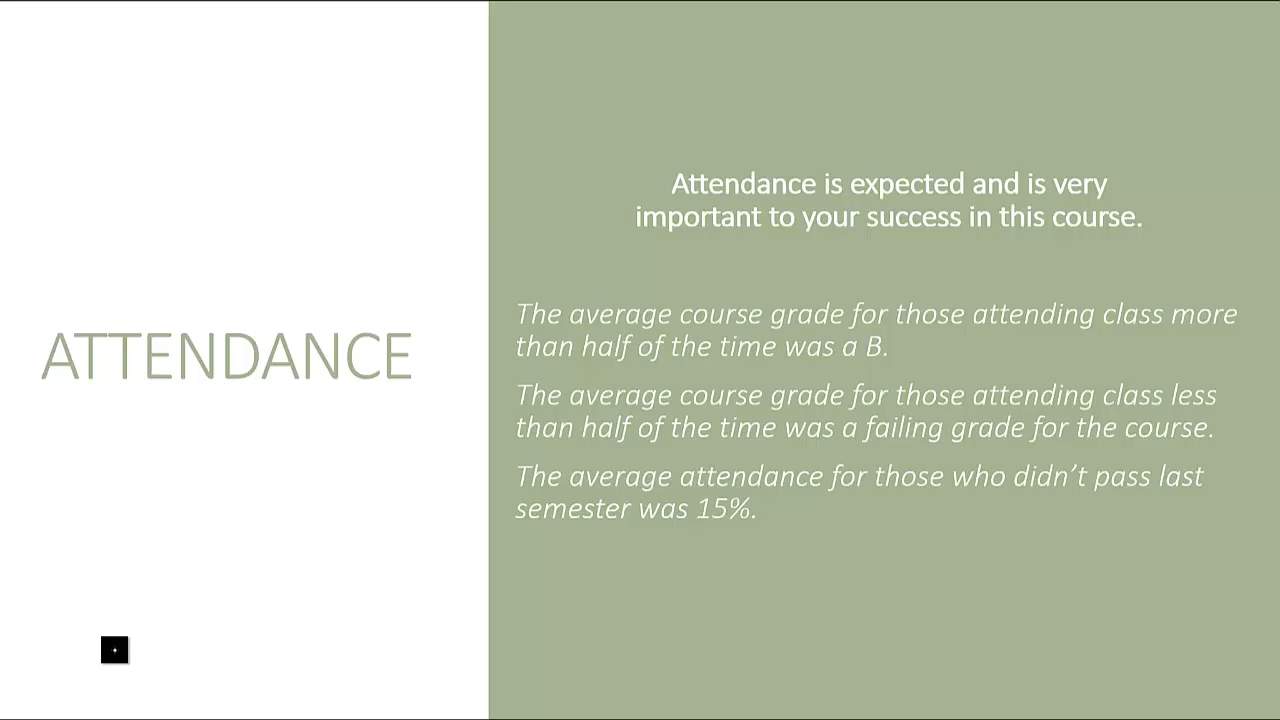 ATTENDANCE
Attendance is expected and is very
important to your success in this course.
The average course grade for those attending class more
than half of the time was a B.
The average course grade for those attending class less
than half of the time was a failing grade for the course.
The average attendance for those who didn’t pass last
semester was 15%.